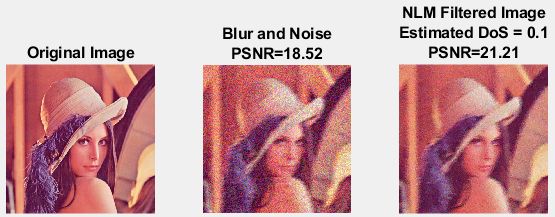 Original Image
Blur and Noise
PSNR=18.52
NLM Filtered Image
Estimated DoS = 0.1
PSNR=21.21